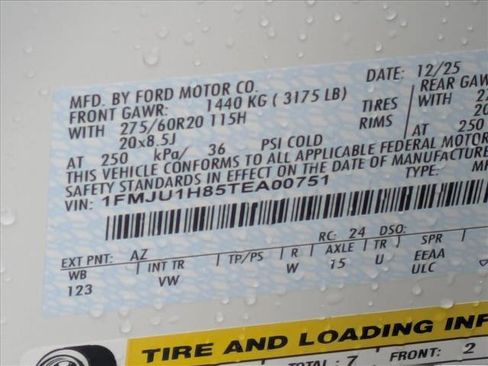 MFD. BY FORD MOTOR CO. DATE: 12/25
FRONT GAWR: 1440 KG ( 3175 LB) REAR GAW
WITH 275/60R20 115H TIRES 27
20x8.5J RIMS 20
AT 250 kPa/ 36 PSI COLD AT 250
THIS VEHICLE CONFORMS TO ALL APPLICABLE FEDERAL MOTOR
SAFETY STANDARDS IN EFFECT ON THE DATE OF MANUFACTURE
VIN: 1FMJU1H85TEA00751 TYPE:
RC: 24 DSO:
EXT PNT: AZ
WB INT TR TP/PS R AXLE TR SPR
123 VW W 15 U EEAA
ULC
TIRE AND LOADING INF
TOTAL: 7 FRONT: 2